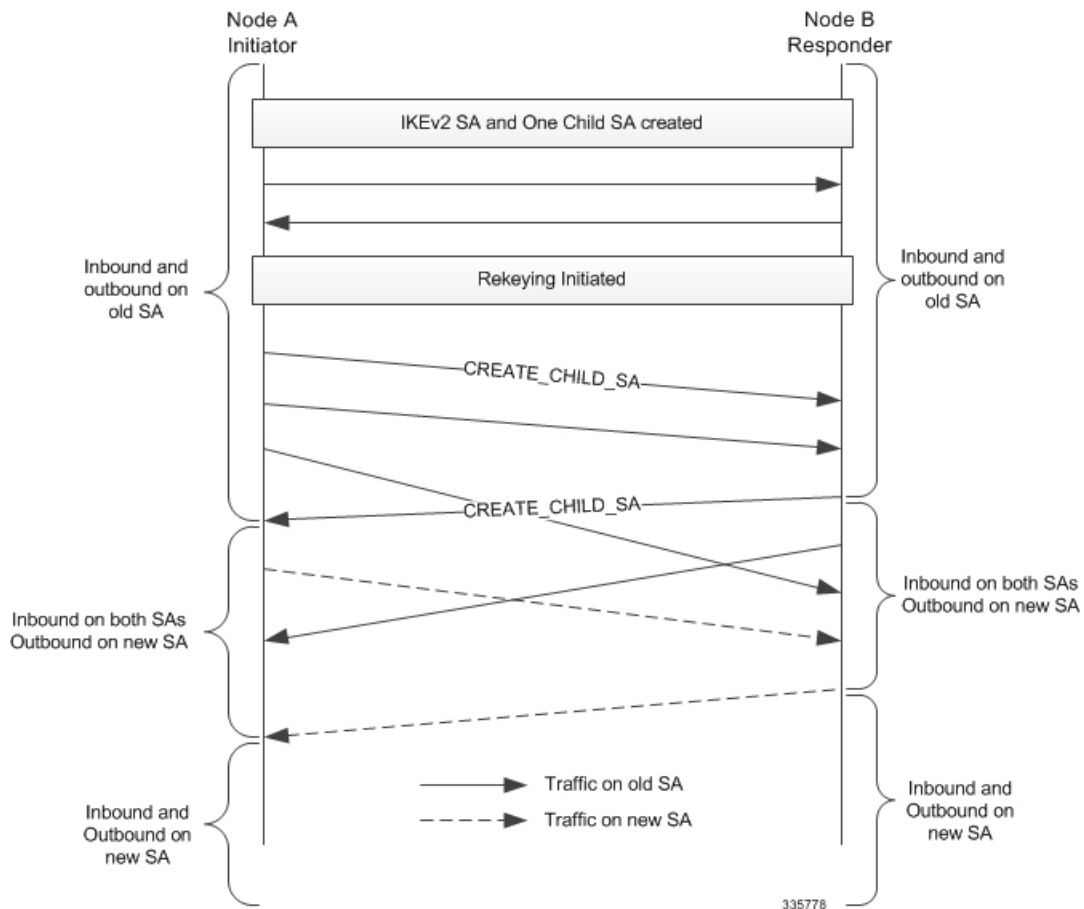 Node A
Initiator
Node B
Responder
IKEv2 SA and One Child SA created
Inbound and
outbound on
old SA
Inbound and
outbound on
old SA
Rekeying Initiated
CREATE_CHILD_SA
CREATE_CHILD_SA
Inbound on both SAs
Outbound on new SA
Inbound on both SAs
Outbound on new SA
Traffic on old SA
Traffic on new SA
Inbound and
Outbound on
new SA
Inbound and
Outbound on
new SA
335778